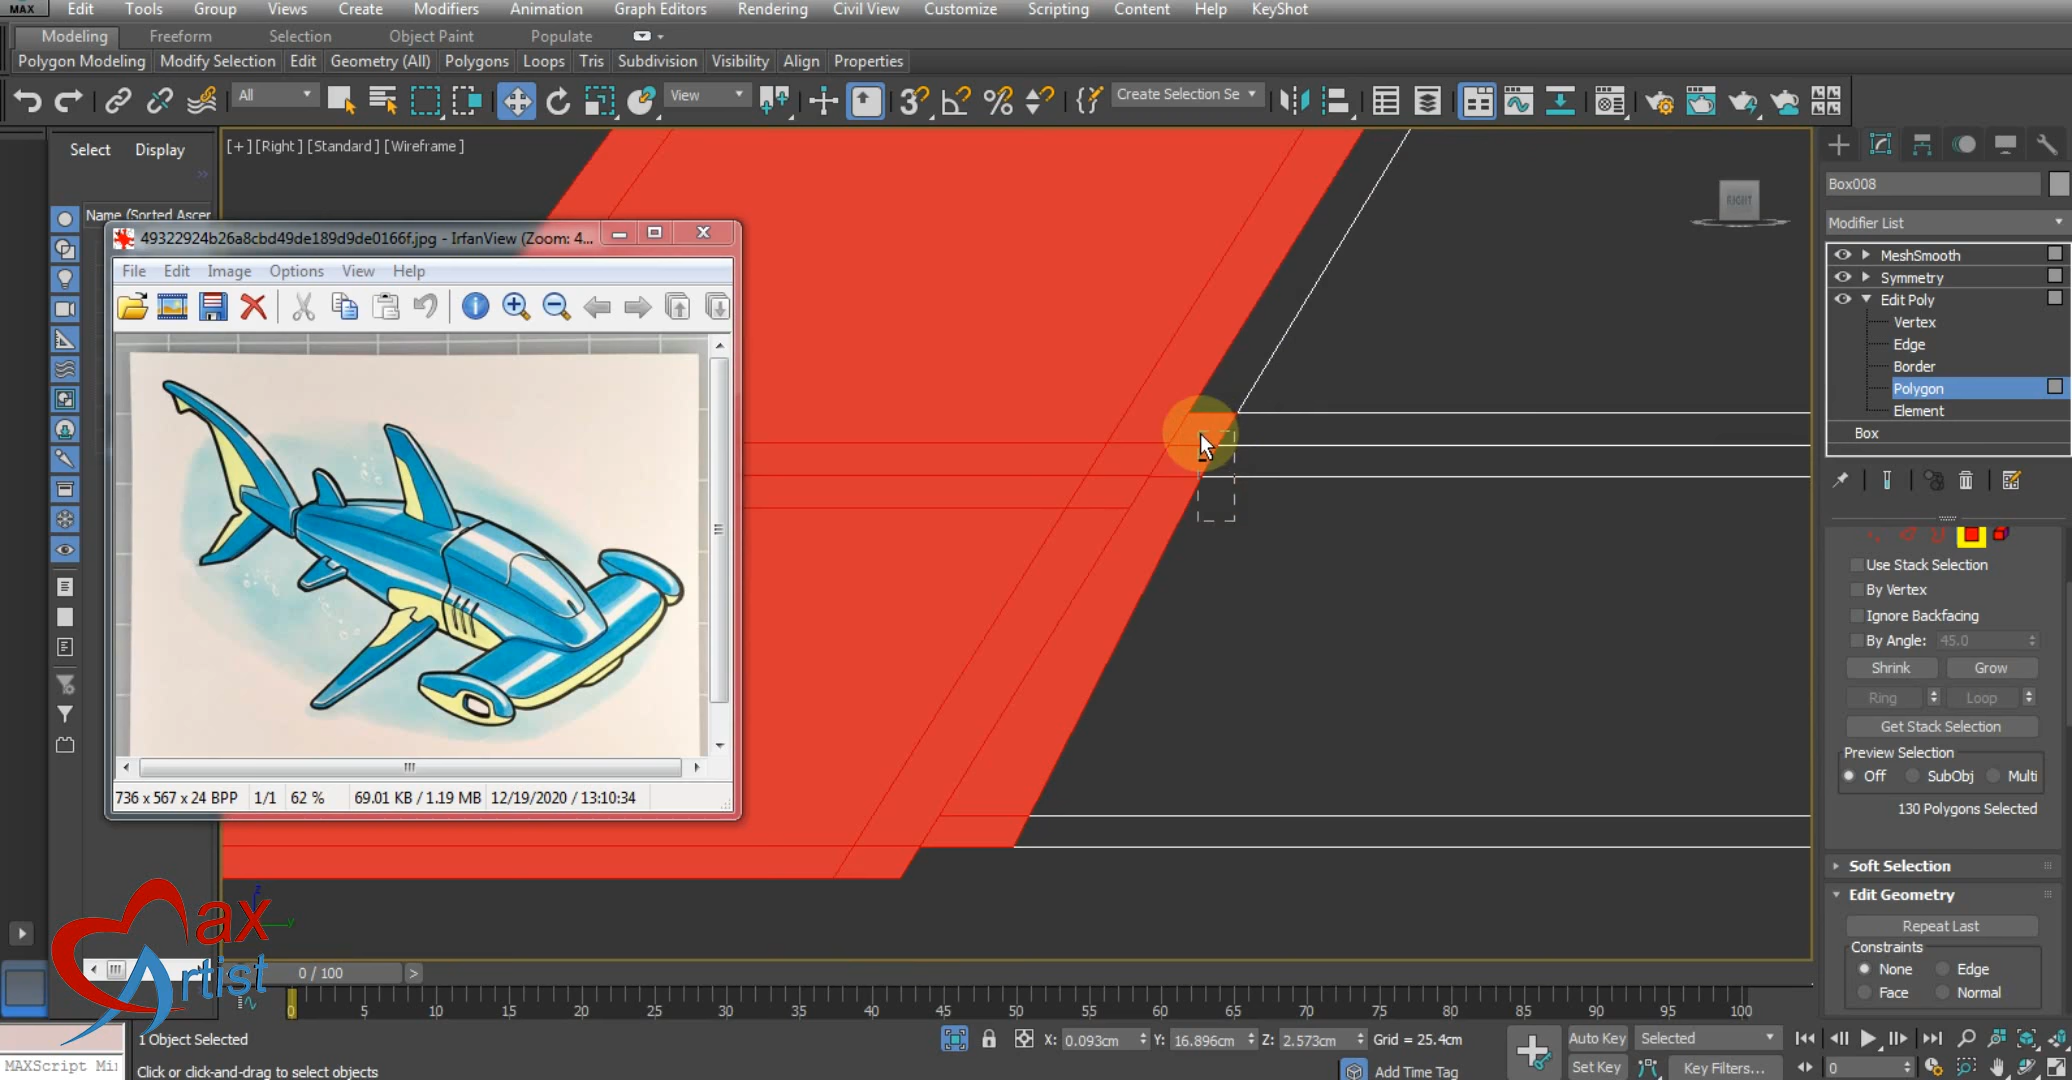 MAX Edit Tools Group Views Create Modifiers Animation Graph Editors Rendering Civil View Customize Scripting Content Help KeyShot
Modeling Freeform Selection Object Paint Populate
Polygon Modeling Modify Selection Edit Geometry (All) Polygons Loops Tris Subdivision Visibility Align Properties
All View Create Selection Se
Select Display
[+] [Right] [Standard] [Wireframe]
RIGHT
Name (Sorted Ascer
49322924b26a8cbd49de189d9de0166f.jpg - IrfanView (Zoom: 4...
File Edit Image Options View Help
736 x 567 x 24 BPP 1/1 62 % 69.01 KB / 1.19 MB 12/19/2020 / 13:10:34
Box008
Modifier List
MeshSmooth
Symmetry
Edit Poly
Vertex
Edge
Border
Polygon
Element
Box
Use Stack Selection
By Vertex
Ignore Backfacing
By Angle: 45.0
Shrink Grow
Ring Loop
Get Stack Selection
Preview Selection
Off SubObj Multi
130 Polygons Selected
Soft Selection
Edit Geometry
Repeat Last
Constraints
None Edge
Face Normal
z
y
Max
Artist
0 / 100 >
0 5 10 15 20 25 30 35 40 45 50 55 60 65 70 75 80 85 90 95 100
1 Object Selected X: 0.093cm Y: 16.896cm Z: 2.573cm Grid = 25.4cm Auto Key Selected
MAXScript Mi Click or click-and-drag to select objects Add Time Tag Set Key Key Filters... 0